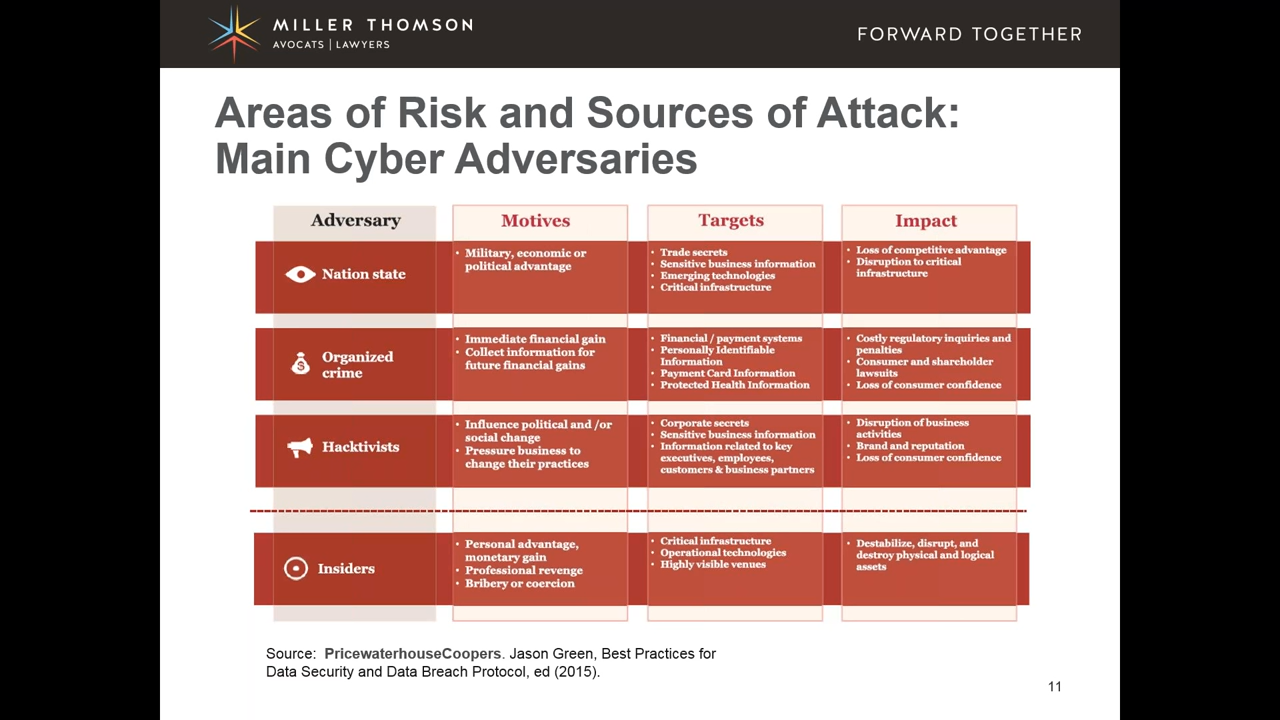 MILLER THOMSON
AVOCATS | LAWYERS
FORWARD TOGETHER
Areas of Risk and Sources of Attack:
Main Cyber Adversaries
Adversary
Motives
Targets
Impact
Nation state
• Military, economic or
political advantage
• Trade secrets
• Sensitive business information
• Emerging technologies
• Critical infrastructure
• Loss of competitive advantage
• Disruption to critical
infrastructure
Organized
crime
• Immediate financial gain
• Collect information for
future financial gains
• Financial / payment systems
• Personally Identifiable
Information
• Payment Card Information
• Protected Health Information
• Costly regulatory inquiries and
penalties
• Consumer and shareholder
lawsuits
• Loss of consumer confidence
Hacktivists
• Influence political and /or
social change
• Pressure business to
change their practices
• Corporate secrets
• Sensitive business information
• Information related to key
executives, employees,
customers & business partners
• Disruption of business
activities
• Brand and reputation
• Loss of consumer confidence
Insiders
• Personal advantage,
monetary gain
• Professional revenge
• Bribery or coercion
• Critical infrastructure
• Operational technologies
• Highly visible venues
• Destabilize, disrupt, and
destroy physical and logical
assets
Source: PricewaterhouseCoopers. Jason Green, Best Practices for
Data Security and Data Breach Protocol, ed (2015).
11